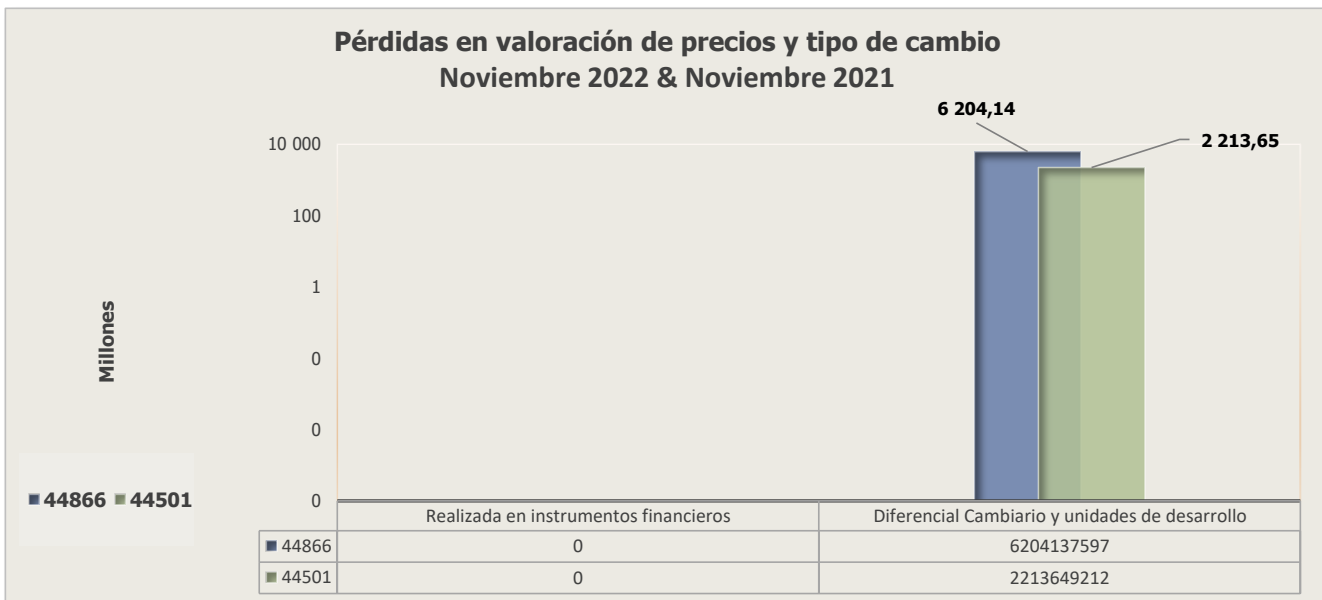 Pérdidas en valoración de precios y tipo de cambio
Noviembre 2022 & Noviembre 2021
6 204,14
2 213,65
10 000
100
1
0
0
0
Millones
44866 44501
Realizada en instrumentos financieros Diferencial Cambiario y unidades de desarrollo
44866 0 6204137597
44501 0 2213649212